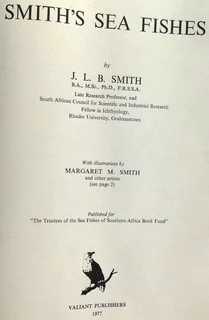 SMITH'S SEA FISHES
by
J. L. B. SMITH
B.A., M.Sc., Ph.D., F.R.S.S.A.
Late Research Professor, and
South African Council for Scientific and Industrial Research
Fellow in Ichthyology,
Rhodes University, Grahamstown
With illustrations by
MARGARET M. SMITH
and other artists
(see page 2)
Published for
"The Trustees of the Sea Fishes of Southern Africa Book Fund"
VALIANT PUBLISHERS
1977